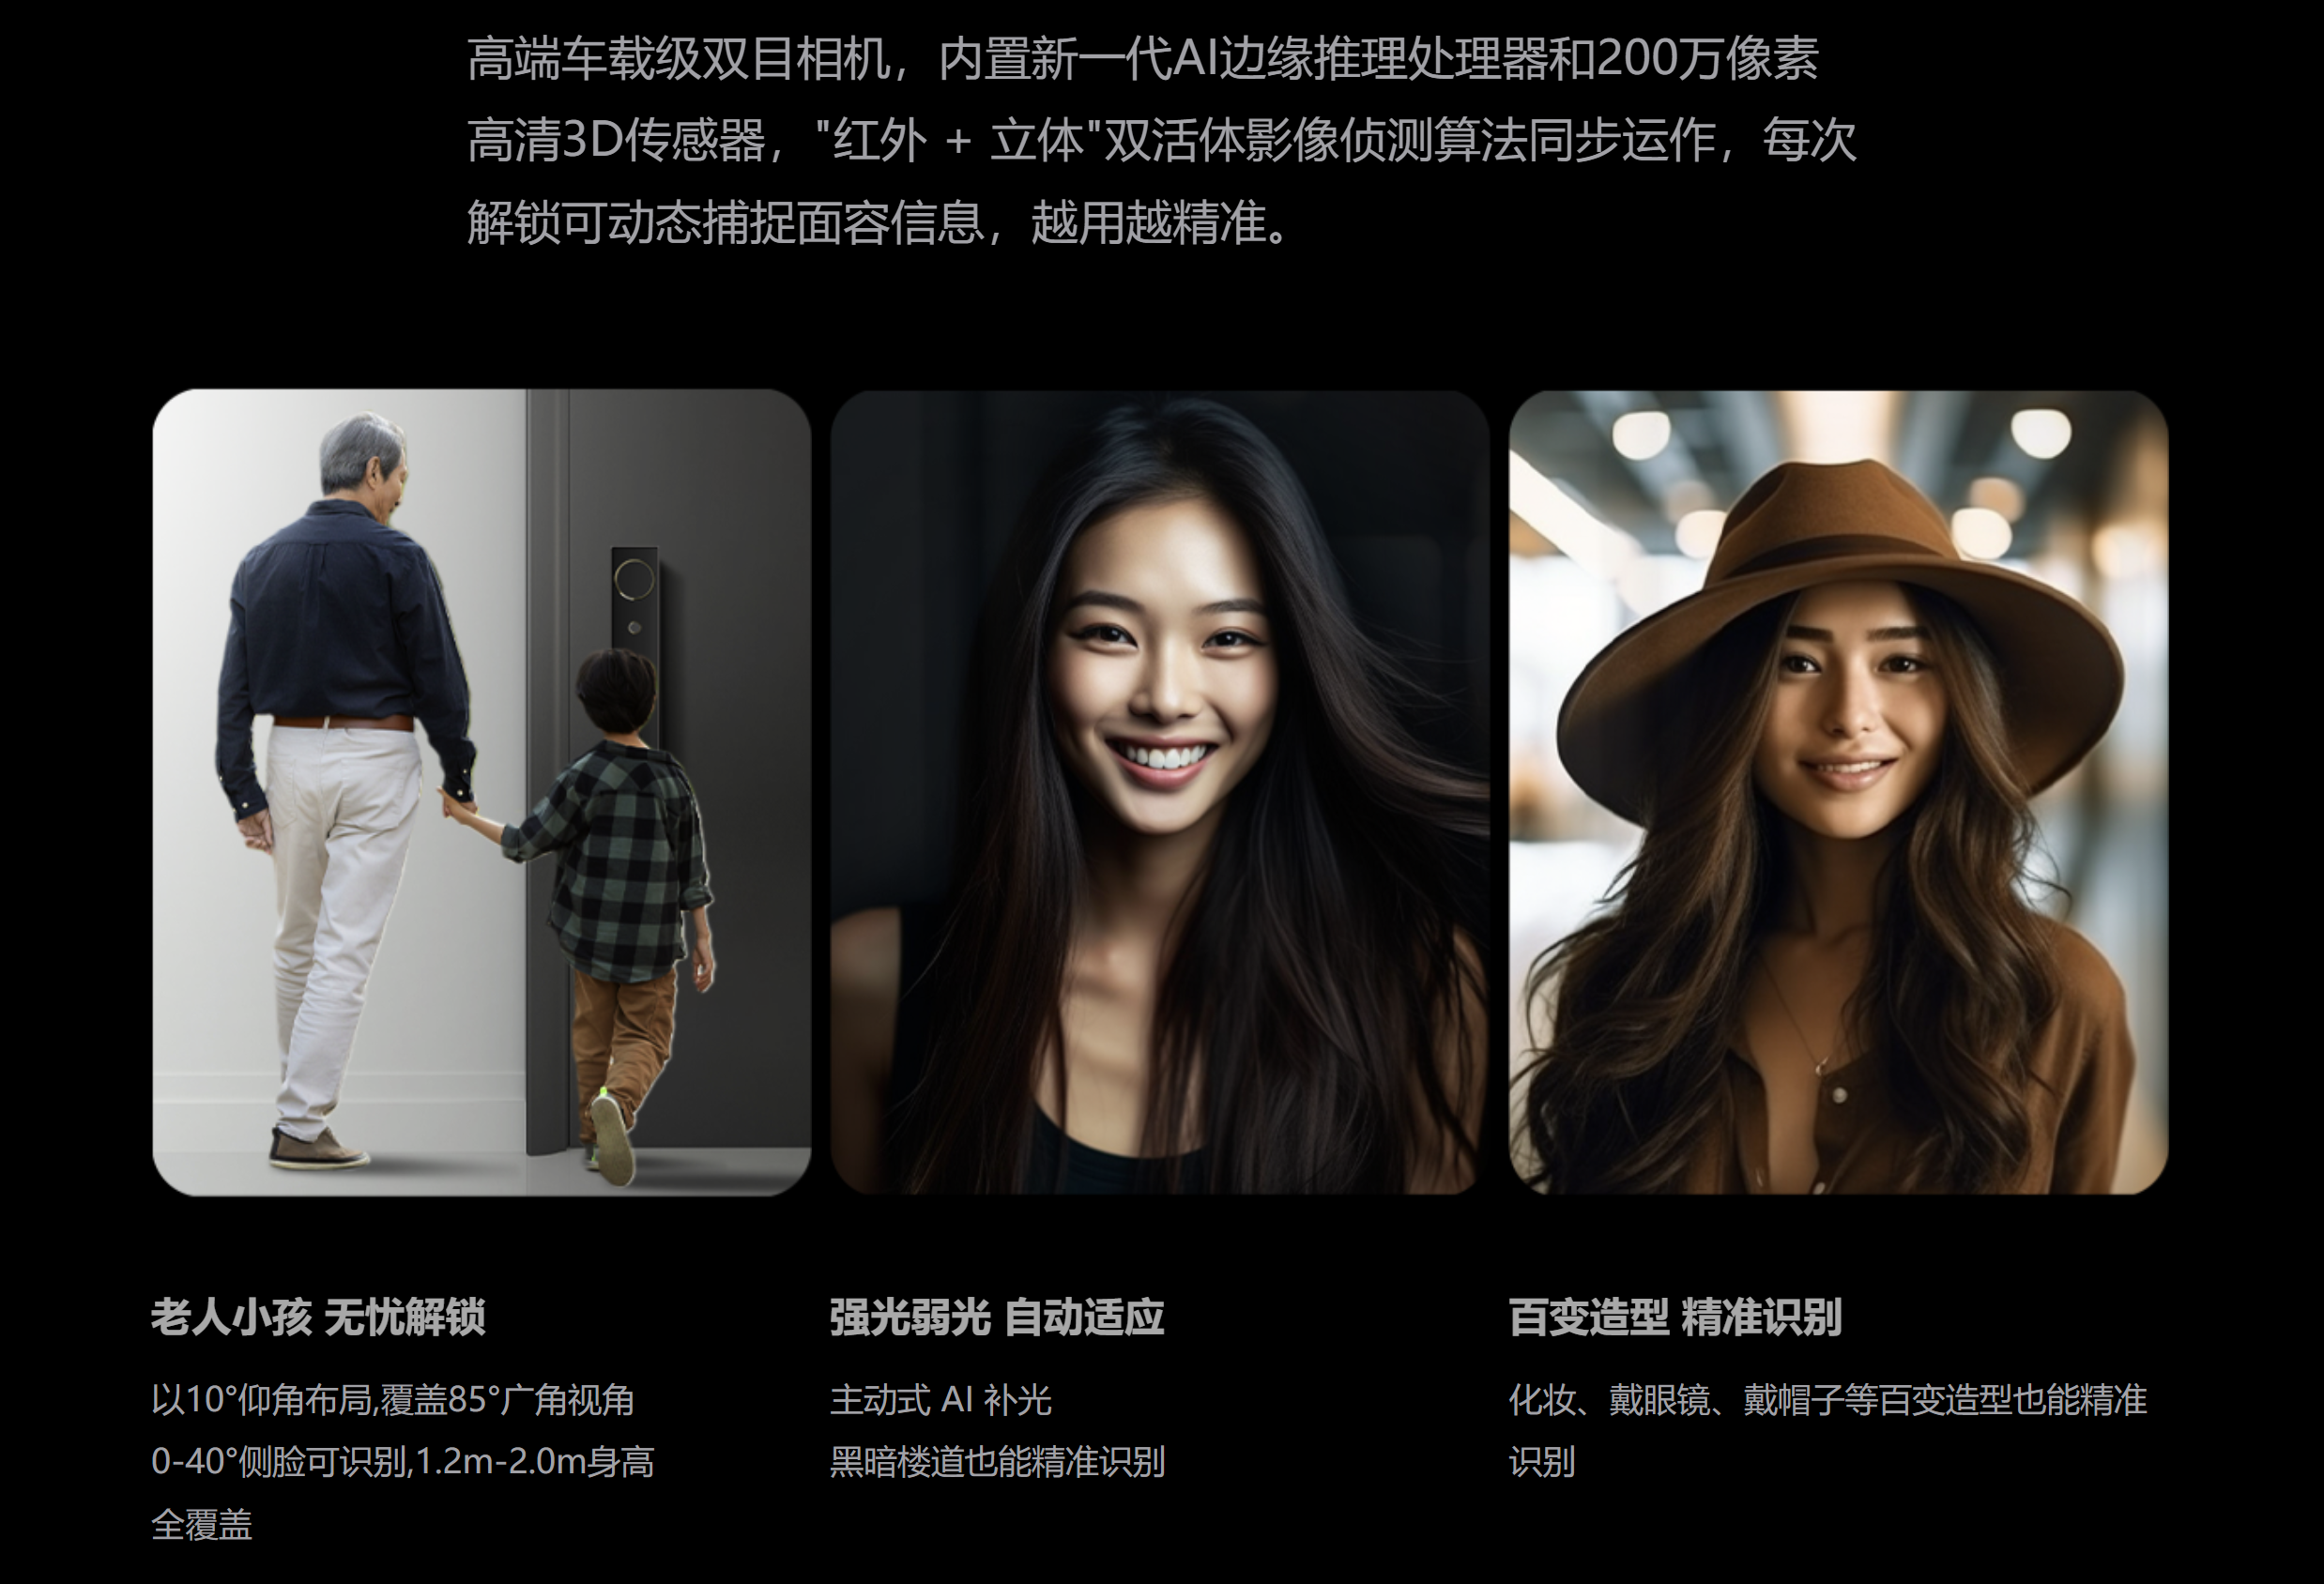 高端车载级双目相机，内置新一代AI边缘推理处理器和200万像素
高清3D传感器，"红外 + 立体"双活体影像侦测算法同步运作，每次
解锁可动态捕捉面容信息，越用越精准。
老人小孩 无忧解锁
以10°仰角布局,覆盖85°广角视角
0-40°侧脸可识别,1.2m-2.0m身高
全覆盖
强光弱光 自动适应
主动式 AI 补光
黑暗楼道也能精准识别
百变造型 精准识别
化妆、戴眼镜、戴帽子等百变造型也能精准
识别